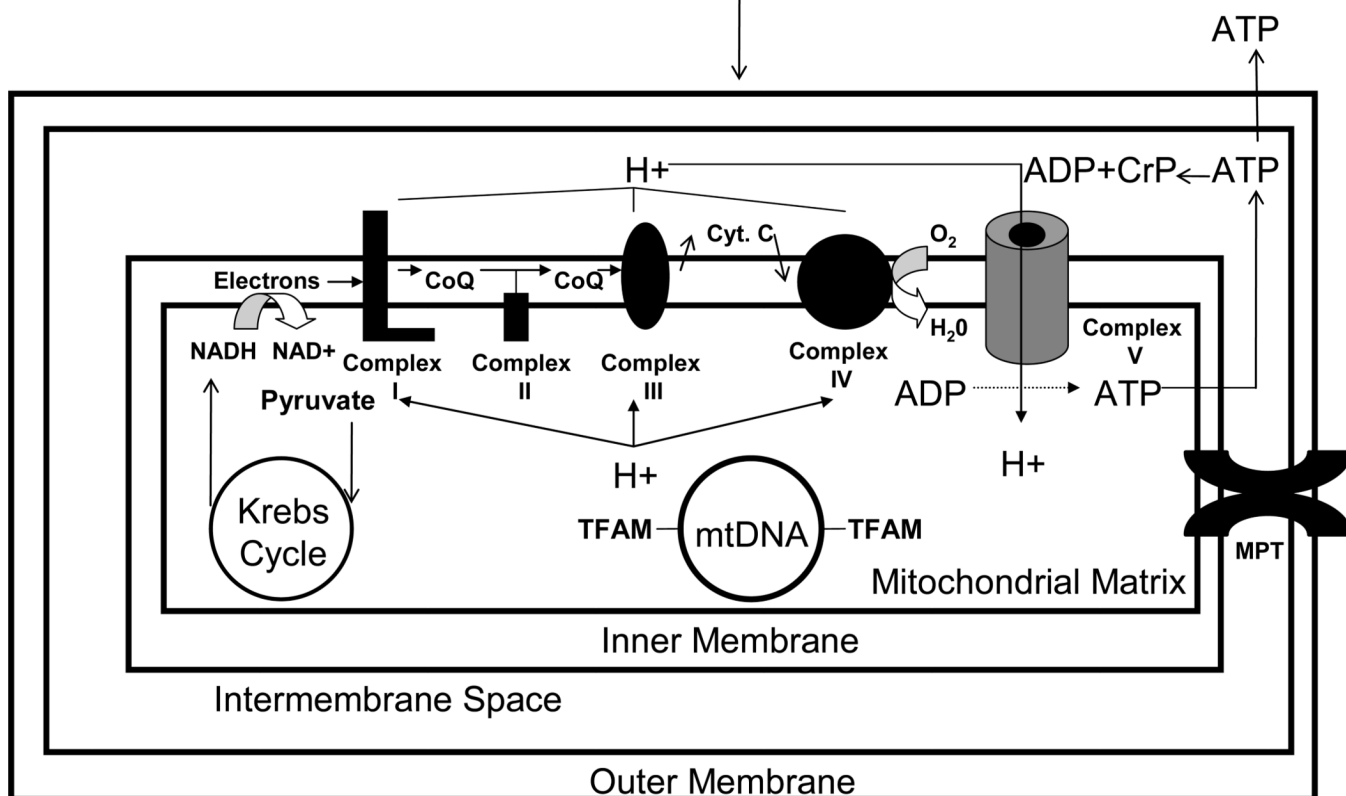 ATP
H+
ADP+CrP
ATP
Cyt. C
O2
Electrons
CoQ
CoQ
H20
Complex
V
NADH
NAD+
Complex
I
Complex
II
Complex
III
Complex
IV
Pyruvate
ADP
ATP
H+
H+
Krebs
Cycle
TFAM
mtDNA
TFAM
MPT
Mitochondrial Matrix
Inner Membrane
Intermembrane Space
Outer Membrane